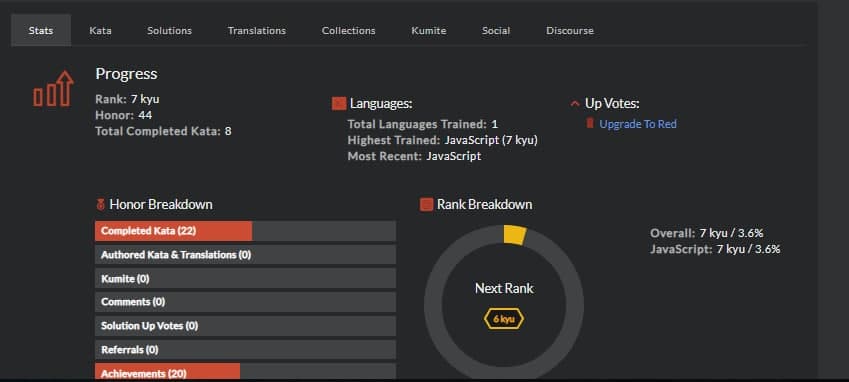 Stats Kata Solutions Translations Collections Kumite Social Discourse
Progress
Rank: 7 kyu
Honor: 44
Total Completed Kata: 8
Languages:
Total Languages Trained: 1
Highest Trained: JavaScript (7 kyu)
Most Recent: JavaScript
Up Votes:
Upgrade To Red
Honor Breakdown
Completed Kata (22)
Authored Kata & Translations (0)
Kumite (0)
Comments (0)
Solution Up Votes (0)
Referrals (0)
Achievements (20)
Rank Breakdown
Next Rank
6 kyu
Overall: 7 kyu / 3.6%
JavaScript: 7 kyu / 3.6%